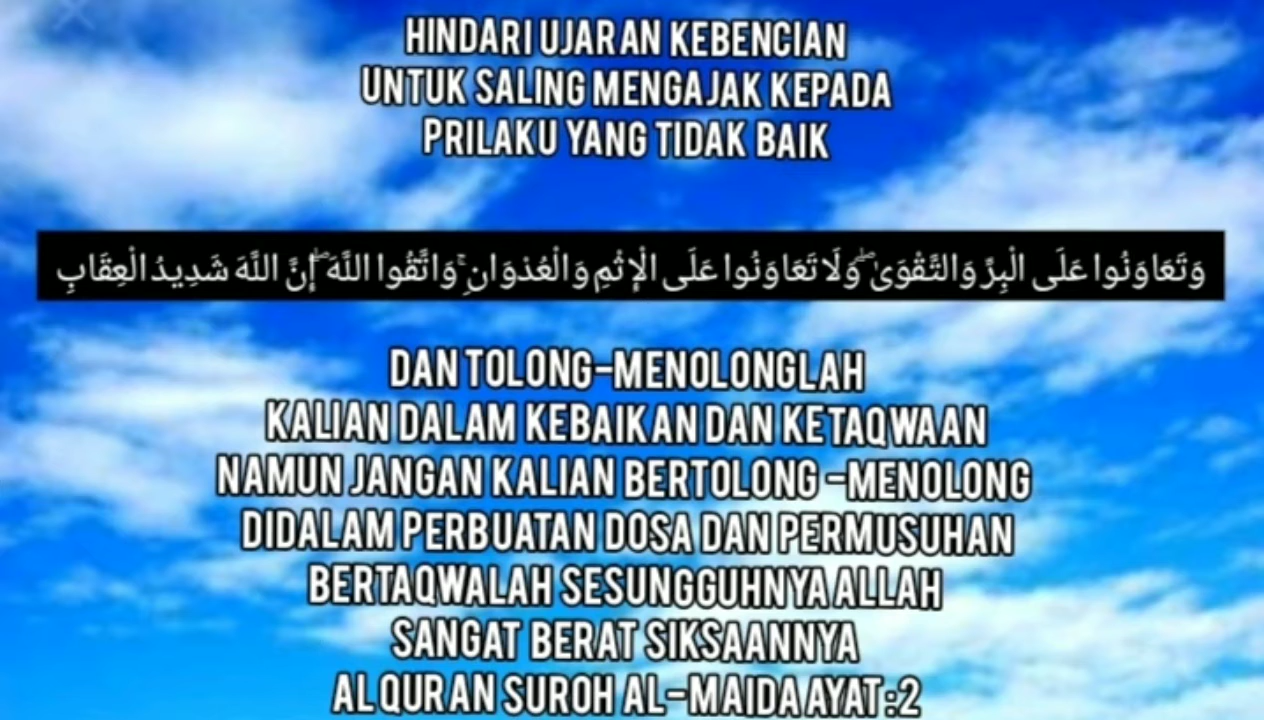 HINDARI UJARAN KEBENCIAN
UNTUK SALING MENGAJAK KEPADA
PRILAKU YANG TIDAK BAIK
وَتَعَاوَنُوا عَلَى الْبِرِّ وَالتَّقْوَىٰ ۖ وَلَا تَعَاوَنُوا عَلَى الْإِثْمِ وَالْعُدْوَانِ ۚ وَاتَّقُوا اللَّهَ ۖ إِنَّ اللَّهَ شَدِيدُ الْعِقَابِ
DAN TOLONG-MENOLONGLAH
KALIAN DALAM KEBAIKAN DAN KETAQWAAN
NAMUN JANGAN KALIAN BERTOLONG -MENOLONG
DIDALAM PERBUATAN DOSA DAN PERMUSUHAN
BERTAQWALAH SESUNGGUHNYA ALLAH
SANGAT BERAT SIKSAANNYA
AL QURAN SUROH AL-MAIDA AYAT :2